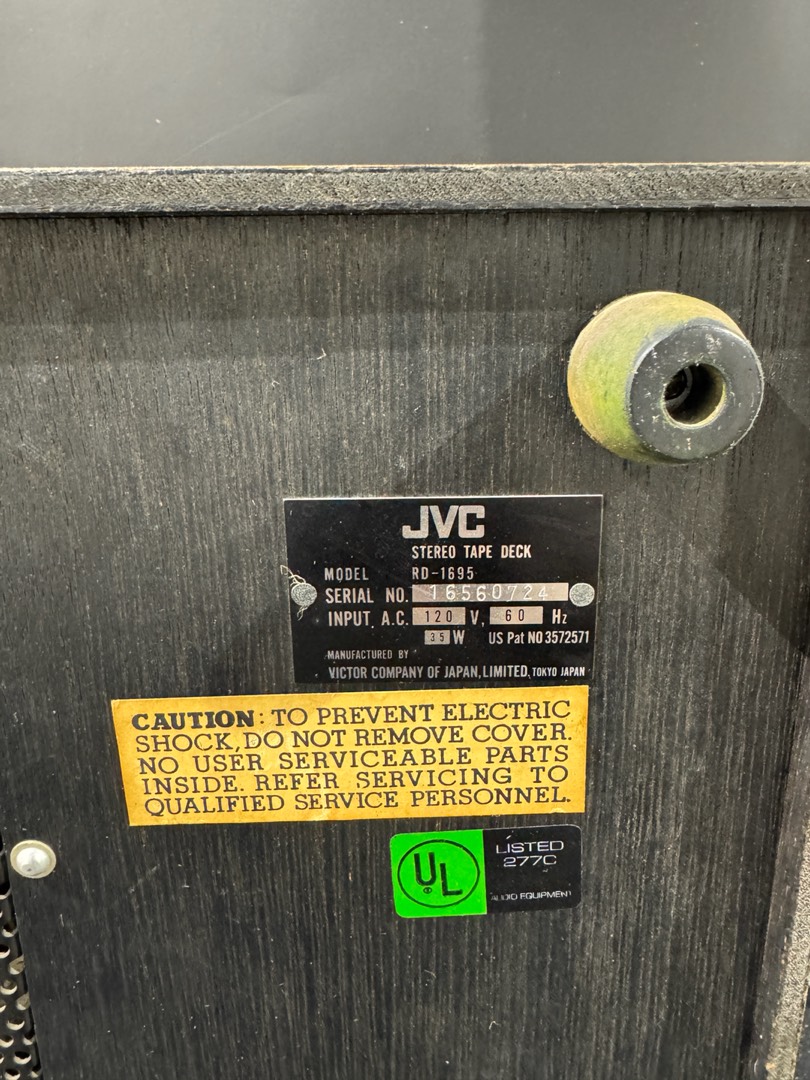 JVC
STEREO TAPE DECK
MODEL RD-1695
SERIAL NO. 16560724
INPUT, A.C. 120 V, 60 Hz
35 W US Pat NO 3572571
MANUFACTURED BY
VICTOR COMPANY OF JAPAN, LIMITED, TOKYO JAPAN
CAUTION: TO PREVENT ELECTRIC
SHOCK, DO NOT REMOVE COVER.
NO USER SERVICEABLE PARTS
INSIDE. REFER SERVICING TO
QUALIFIED SERVICE PERSONNEL.
UL
®
LISTED
277C
AUDIO EQUIPMENT